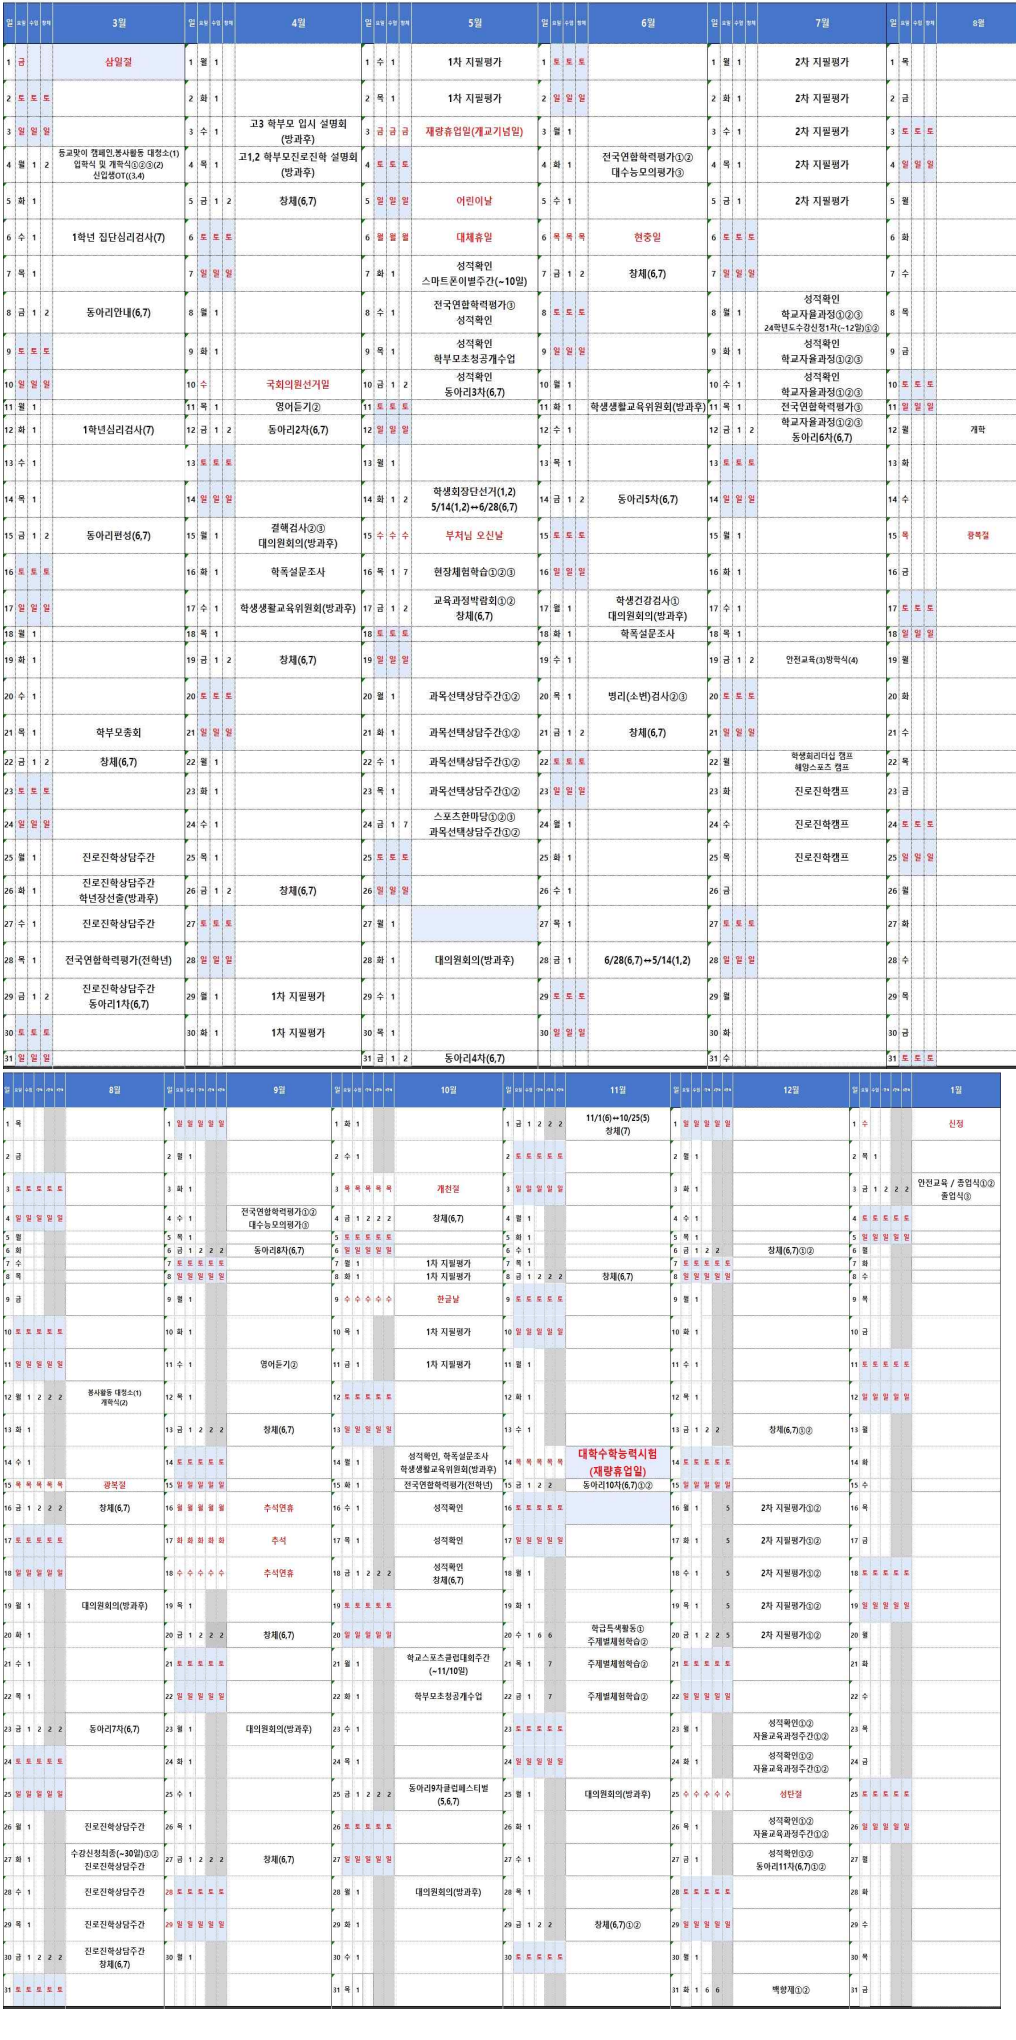 일 요일 수업 창체 3월
1 금 삼일절
2 토 토 토
3 일 일 일
4 월 1 2 등교맞이 캠페인,봉사활동 대청소(1)
입학식 및 개학식①②③(2)
신입생OT((3,4)
5 화 1
6 수 1 1학년 집단심리검사(7)
7 목 1
8 금 1 2 동아리안내(6,7)
9 토 토 토
10 일 일 일
11 월 1
12 화 1 1학년심리검사(7)
13 수 1
14 목 1
15 금 1 2 동아리편성(6,7)
16 토 토 토
17 일 일 일
18 월 1
19 화 1
20 수 1
21 목 1 학부모총회
22 금 1 2 창체(6,7)
23 토 토 토
24 일 일 일
25 월 1 진로진학상담주간
26 화 1 진로진학상담주간
학년장선출(방과후)
27 수 1 진로진학상담주간
28 목 1 전국연합학력평가(전학년)
29 금 1 2 진로진학상담주간
동아리1차(6,7)
30 토 토 토
31 일 일 일
일 요일 수업 창체 4월
1 월 1
2 화 1
3 수 1 고3 학부모 입시 설명회
(방과후)
4 목 1 고1,2 학부모진로진학 설명회
(방과후)
5 금 1 2 창체(6,7)
6 토 토 토
7 일 일 일
8 월 1
9 화 1
10 수 국회의원선거일
11 목 1 영어듣기②
12 금 1 2 동아리2차(6,7)
13 토 토 토
14 일 일 일
15 월 1 결핵검사②③
대의원회의(방과후)
16 화 1 학폭설문조사
17 수 1 학생생활교육위원회(방과후)
18 목 1
19 금 1 2 창체(6,7)
20 토 토 토
21 일 일 일
22 월 1
23 화 1
24 수 1
25 목 1
26 금 1 2 창체(6,7)
27 토 토 토
28 일 일 일
29 월 1 1차 지필평가
30 화 1 1차 지필평가
일 요일 수업 창체 5월
1 수 1 1차 지필평가
2 목 1 1차 지필평가
3 금 금 금 재량휴업일(개교기념일)
4 토 토 토
5 일 일 일 어린이날
6 월 월 월 대체휴일
7 화 1 성적확인
스마트폰이별주간(~10일)
8 수 1 전국연합학력평가③
성적확인
9 목 1 성적확인
학부모초청공개수업
10 금 1 2 성적확인
동아리3차(6,7)
11 토 토 토
12 일 일 일
13 월 1
14 화 1 2 학생회장단선거(1,2)
5/14(1,2)↔6/28(6,7)
15 수 수 수 부처님 오신날
16 목 1 7 현장체험학습①②③
17 금 1 2 교육과정박람회①②
창체(6,7)
18 토 토 토
19 일 일 일
20 월 1 과목선택상담주간①②
21 화 1 과목선택상담주간①②
22 수 1 과목선택상담주간①②
23 목 1 과목선택상담주간①②
24 금 1 7 스포츠한마당①②③
과목선택상담주간①②
25 토 토 토
26 일 일 일
27 월 1
28 화 1 대의원회의(방과후)
29 수 1
30 목 1
31 금 1 2 동아리4차(6,7)
일 요일 수업 창체 6월
1 토 토 토
2 일 일 일
3 월 1
4 화 1 전국연합학력평가①②
대수능모의평가③
5 수 1
6 목 목 목 현충일
7 금 1 2 창체(6,7)
8 토 토 토
9 일 일 일
10 월 1
11 화 1 학생생활교육위원회(방과후)
12 수 1
13 목 1
14 금 1 2 동아리5차(6,7)
15 토 토 토
16 일 일 일
17 월 1 학생건강검사①
대의원회의(방과후)
18 화 1 학폭설문조사
19 수 1
20 목 1 병리(소변)검사②③
21 금 1 2 창체(6,7)
22 토 토 토
23 일 일 일
24 월 1
25 화 1
26 수 1
27 목 1
28 금 1 6/28(6,7)↔5/14(1,2)
29 토 토 토
30 일 일 일
일 요일 수업 창체 7월
1 월 1 2차 지필평가
2 화 1 2차 지필평가
3 수 1 2차 지필평가
4 목 1 2차 지필평가
5 금 1 2차 지필평가
6 토 토 토
7 일 일 일
8 월 1 성적확인
학교자율과정①②③
24학년도수강신청1차(~12일)①②
9 화 1 성적확인
학교자율과정①②③
10 수 1 성적확인
학교자율과정①②③
11 목 1 전국연합학력평가③
12 금 1 2 학교자율과정①②③
동아리6차(6,7)
13 토 토 토
14 일 일 일
15 월 1
16 화 1
17 수 1
18 목 1
19 금 1 2 안전교육(3)방학식(4)
20 토 토 토
21 일 일 일
22 월 학생회리더십 캠프
해양스포츠 캠프
23 화 진로진학캠프
24 수 진로진학캠프
25 목 진로진학캠프
26 금
27 토 토 토
28 일 일 일
29 월
30 화
31 수
일 요일 수업 창체 8월
1 목
2 금
3 토 토 토
4 일 일 일
5 월
6 화
7 수
8 목
9 금
10 토 토 토
11 일 일 일
12 월 개학
13 화
14 수
15 목 광복절
16 금
17 토 토 토
18 일 일 일
19 월
20 화
21 수
22 목
23 금
24 토 토 토
25 일 일 일
26 월
27 화
28 수
29 목
30 금
31 토 토 토
일 요일 수업 8월
1 목
2 금
3 토 토 토 토 토
4 일 일 일 일 일
5 월
6 화
7 수
8 목
9 금
10 토 토 토 토 토
11 일 일 일 일 일
12 월 1 2 2 2 봉사활동 대청소(1)
개학식(2)
13 화 1
14 수 1
15 목 목 목 목 목 광복절
16 금 1 2 2 2 창체(6,7)
17 토 토 토 토 토
18 일 일 일 일 일
19 월 1 대의원회의(방과후)
20 화 1
21 수 1
22 목 1
23 금 1 2 2 2 동아리7차(6,7)
24 토 토 토 토 토
25 일 일 일 일 일
26 월 1 진로진학상담주간
27 화 1 수강신청최종(~30일)①②
진로진학상담주간
28 수 1 진로진학상담주간
29 목 1 진로진학상담주간
30 금 1 2 2 2 진로진학상담주간
창체(6,7)
31 토 토 토 토 토
일 요일 수업 9월
1 일 일 일 일 일
2 월 1
3 화 1
4 수 1 전국연합학력평가①②
대수능모의평가③
5 목 1
6 금 1 2 2 2 동아리8차(6,7)
7 토 토 토 토 토
8 일 일 일 일 일
9 월 1
10 화 1
11 수 1 영어듣기②
12 목 1
13 금 1 2 2 2 창체(6,7)
14 토 토 토 토 토
15 일 일 일 일 일
16 월 월 월 월 월 추석연휴
17 화 화 화 화 화 추석
18 수 수 수 수 수 추석연휴
19 목 1
20 금 1 2 2 2 창체(6,7)
21 토 토 토 토 토
22 일 일 일 일 일
23 월 1 대의원회의(방과후)
24 화 1
25 수 1
26 목 1
27 금 1 2 2 2 창체(6,7)
28 토 토 토 토 토
29 일 일 일 일 일
30 월 1
일 요일 수업 10월
1 화 1
2 수 1
3 목 목 목 목 목 개천절
4 금 1 2 2 2 창체(6,7)
5 토 토 토 토 토
6 일 일 일 일 일
7 월 1 1차 지필평가
8 화 1 1차 지필평가
9 수 수 수 수 수 한글날
10 목 1 1차 지필평가
11 금 1 1차 지필평가
12 토 토 토 토 토
13 일 일 일 일 일
14 월 1 성적확인, 학폭설문조사
학생생활교육위원회(방과후)
15 화 1 전국연합학력평가(전학년)
16 수 1 성적확인
17 목 1 성적확인
18 금 1 2 2 2 성적확인
창체(6,7)
19 토 토 토 토 토
20 일 일 일 일 일
21 월 1 학교스포츠클럽대회주간
(~11/10일)
22 화 1 학부모초청공개수업
23 수 1
24 목 1
25 금 1 2 2 2 동아리9차클럽페스티벌
(5,6,7)
26 토 토 토 토 토
27 일 일 일 일 일
28 월 1 대의원회의(방과후)
29 화 1
30 수 1
31 목 1
일 요일 수업 11월
1 금 1 2 2 2 11/1(6)↔10/25(5)
창체(7)
2 토 토 토 토 토
3 일 일 일 일 일
4 월 1
5 화 1
6 수 1
7 목 1
8 금 1 2 2 2 창체(6,7)
9 토 토 토 토 토
10 일 일 일 일 일
11 월 1
12 화 1
13 수 1
14 목 목 목 목 목 대학수학능력시험
(재량휴업일)
15 금 1 2 2 동아리10차(6,7)①②
16 토 토 토 토 토
17 일 일 일 일 일
18 월 1
19 화 1
20 수 1 6 6 학급특색활동①
주제별체험학습②
21 목 1 7 주제별체험학습②
22 금 1 7 주제별체험학습②
23 토 토 토 토 토
24 일 일 일 일 일
25 월 1 대의원회의(방과후)
26 화 1
27 수 1
28 목 1
29 금 1 2 2 창체(6,7)①②
30 토 토 토 토 토
일 요일 수업 12월
1 일 일 일 일 일
2 월 1
3 화 1
4 수 1
5 목 1
6 금 1 2 2 창체(6,7)①②
7 토 토 토 토 토
8 일 일 일 일 일
9 월 1
10 화 1
11 수 1
12 목 1
13 금 1 2 2 창체(6,7)①②
14 토 토 토 토 토
15 일 일 일 일 일
16 월 1 5 2차 지필평가①②
17 화 1 5 2차 지필평가①②
18 수 1 5 2차 지필평가①②
19 목 1 5 2차 지필평가①②
20 금 1 2 2 5 2차 지필평가①②
21 토 토 토 토 토
22 일 일 일 일 일
23 월 1 성적확인①②
자율교육과정주간①②
24 화 1 성적확인①②
자율교육과정주간①②
25 수 수 수 수 수 성탄절
26 목 1 성적확인①②
자율교육과정주간①②
27 금 1 성적확인①②
동아리11차(6,7)①②
28 토 토 토 토 토
29 일 일 일 일 일
30 월 1
31 화 1 6 6 백향제①②
일 요일 수업 1월
1 수 신정
2 목 1
3 금 1 2 2 2 안전교육 / 종업식①②
졸업식③
4 토 토 토 토 토
5 일 일 일 일 일
6 월
7 화
8 수
9 목
10 금
11 토 토 토 토 토
12 일 일 일 일 일
13 월
14 화
15 수
16 목
17 금
18 토 토 토 토 토
19 일 일 일 일 일
20 월
21 화
22 수
23 목
24 금
25 토 토 토 토 토
26 일 일 일 일 일
27 월
28 화
29 수
30 목
31 금